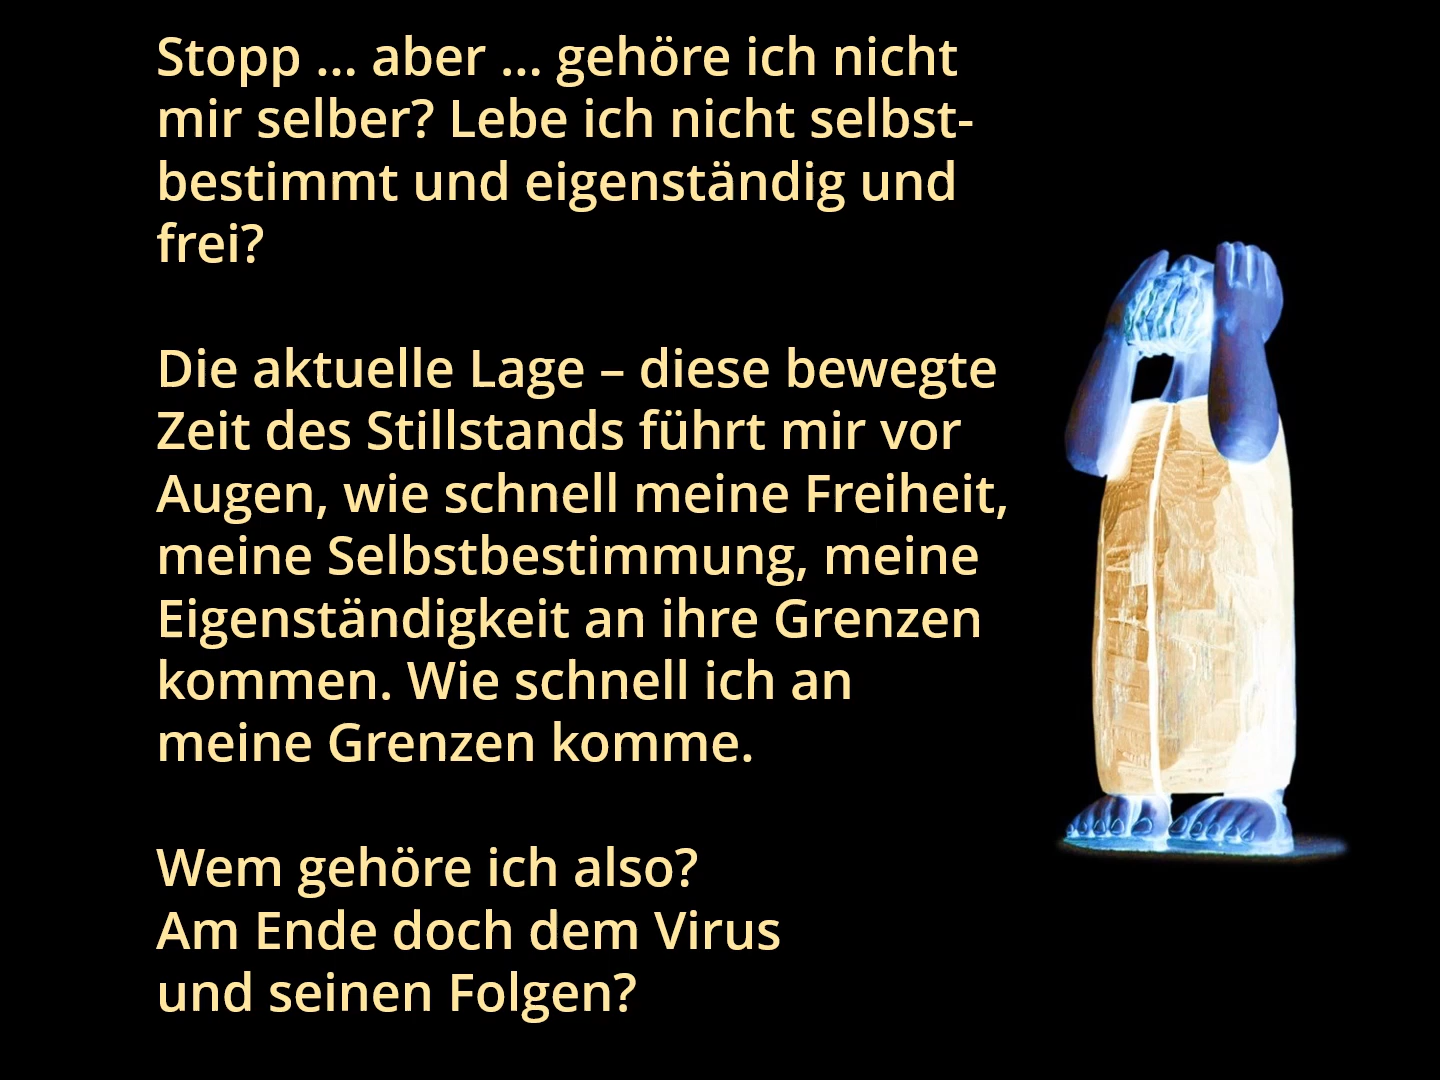 Stopp ... aber ... gehöre ich nicht
mir selber? Lebe ich nicht selbst-
bestimmt und eigenständig und
frei?
Die aktuelle Lage – diese bewegte
Zeit des Stillstands führt mir vor
Augen, wie schnell meine Freiheit,
meine Selbstbestimmung, meine
Eigenständigkeit an ihre Grenzen
kommen. Wie schnell ich an
meine Grenzen komme.
Wem gehöre ich also?
Am Ende doch dem Virus
und seinen Folgen?